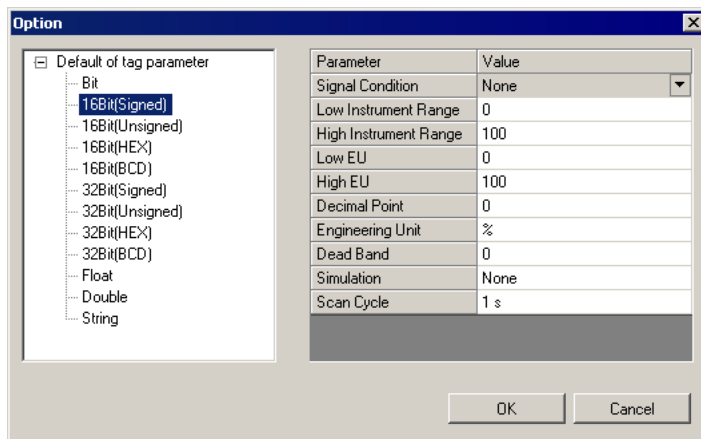 Option
Default of tag parameter
Bit
16Bit(Signed)
16Bit(Unsigned)
16Bit(HEX)
16Bit(BCD)
32Bit(Signed)
32Bit(Unsigned)
32Bit(HEX)
32Bit(BCD)
Float
Double
String
Parameter Value
Signal Condition None
Low Instrument Range 0
High Instrument Range 100
Low EU 0
High EU 100
Decimal Point 0
Engineering Unit %
Dead Band 0
Simulation None
Scan Cycle 1 s
OK Cancel